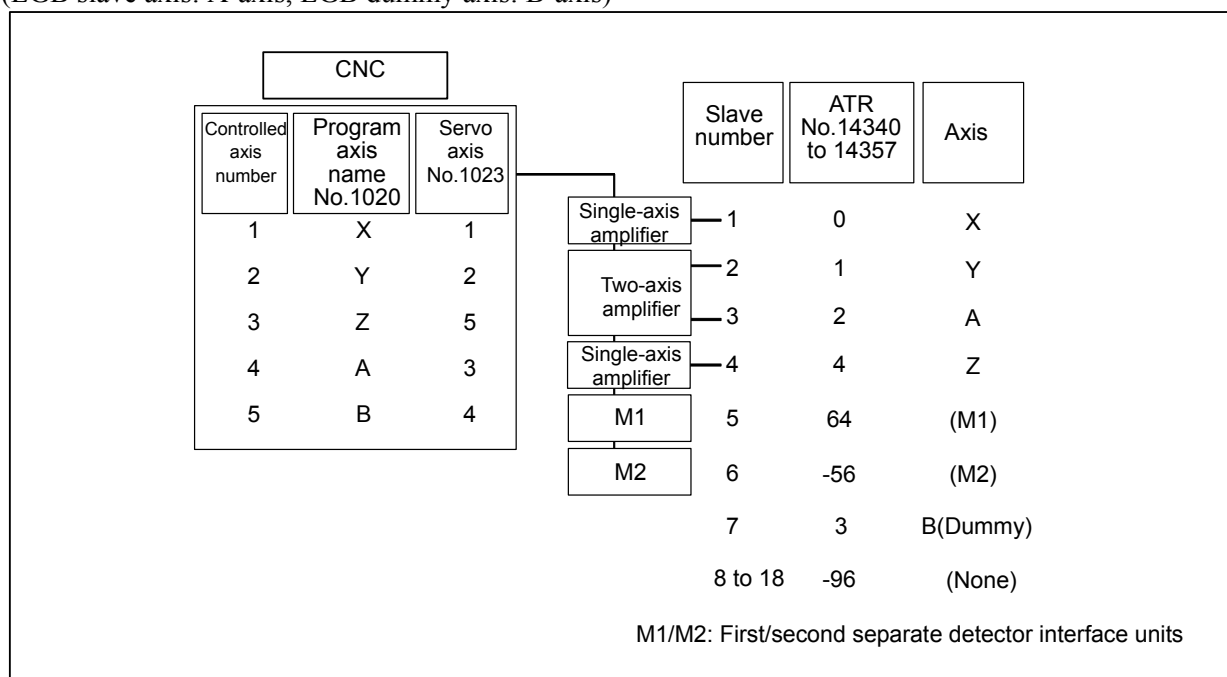 (EGB slave axis: A-axis, EGB dummy axis: B-axis)
CNC
Controlled
axis
number
Program
axis
name
No.1020
Servo
axis
No.1023
1 X 1
2 Y 2
3 Z 5
4 A 3
5 B 4
Single-axis
amplifier
Two-axis
amplifier
Single-axis
amplifier
M1
M2
Slave
number
ATR
No.14340
to 14357
Axis
1 0 X
2 1 Y
3 2 A
4 4 Z
5 64 (M1)
6 -56 (M2)
7 3 B(Dummy)
8 to 18 -96 (None)
M1/M2: First/second separate detector interface units